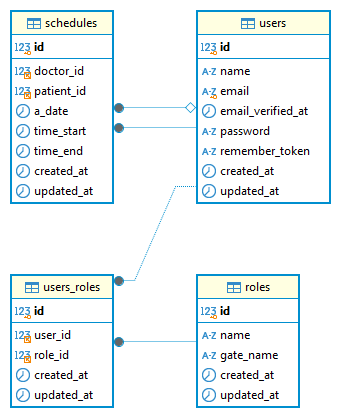 schedules
123 id
123 doctor_id
123 patient_id
a_date
time_start
time_end
created_at
updated_at
users
123 id
A-Z name
A-Z email
email_verified_at
A-Z password
A-Z remember_token
created_at
updated_at
users_roles
123 id
123 user_id
123 role_id
created_at
updated_at
roles
123 id
A-Z name
A-Z gate_name
created_at
updated_at